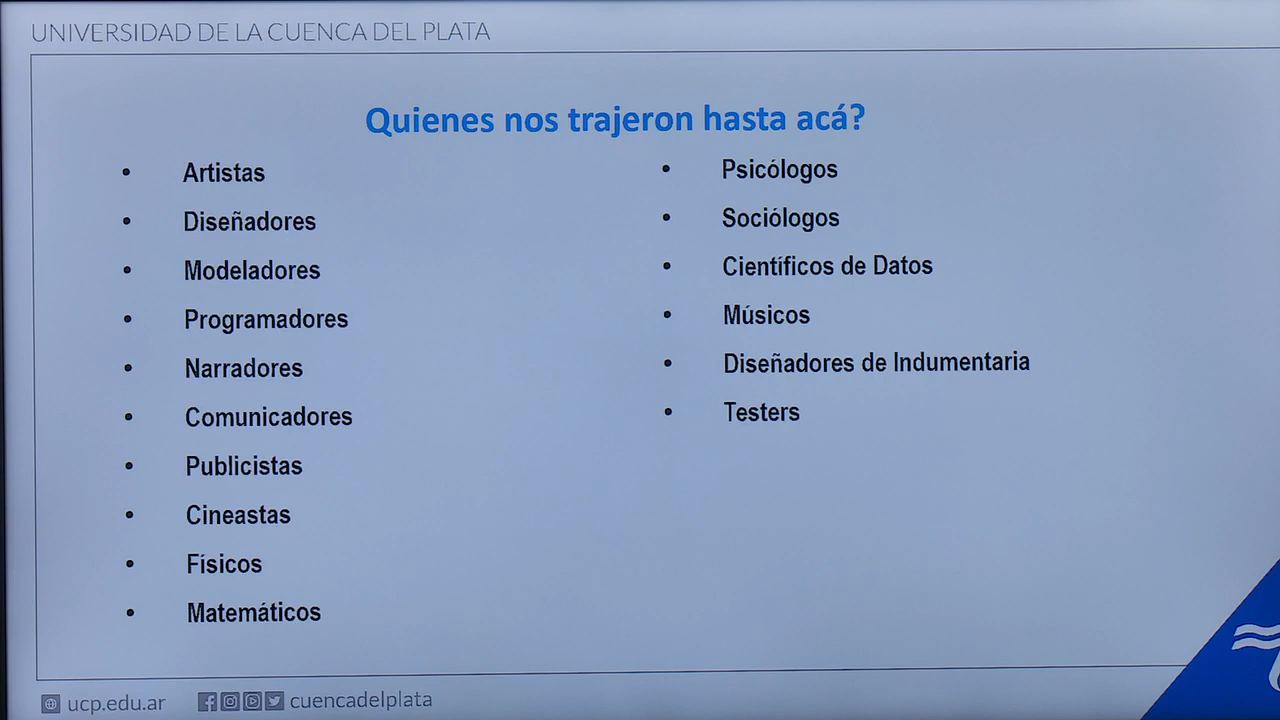 UNIVERSIDAD DE LA CUENCA DEL PLATA
Quienes nos trajeron hasta acá?
• Artistas
• Diseñadores
• Modeladores
• Programadores
• Narradores
• Comunicadores
• Publicistas
• Cineastas
• Físicos
• Matemáticos
• Psicólogos
• Sociólogos
• Científicos de Datos
• Músicos
• Diseñadores de Indumentaria
• Testers
ucp.edu.ar
cuencadelplata